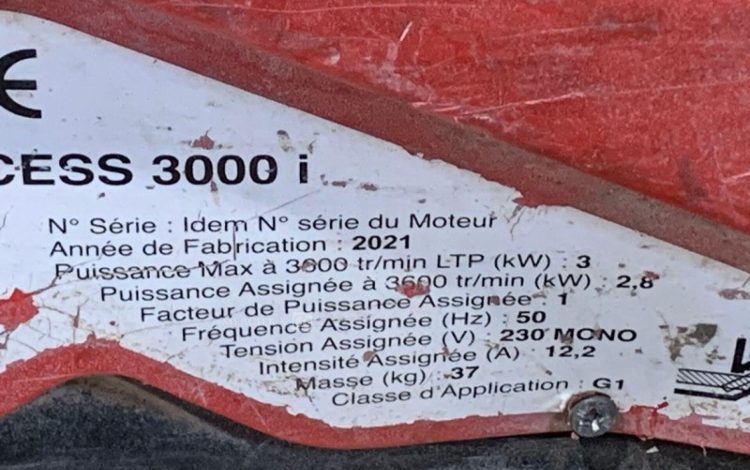 CE
CESS 3000 i
N° Série : Idem N° série du Moteur
Année de Fabrication : 2021
Puissance Max à 3600 tr/min LTP (kW) : 3
Puissance Assignée à 3600 tr/min (kW) : 2,8
Facteur de Puissance Assignée 1
Fréquence Assignée (Hz) : 50
Tension Assignée (V) 230 MONO
Intensité Assignée (A) 12,2
Masse (kg) 37
Classe d'Application : G1